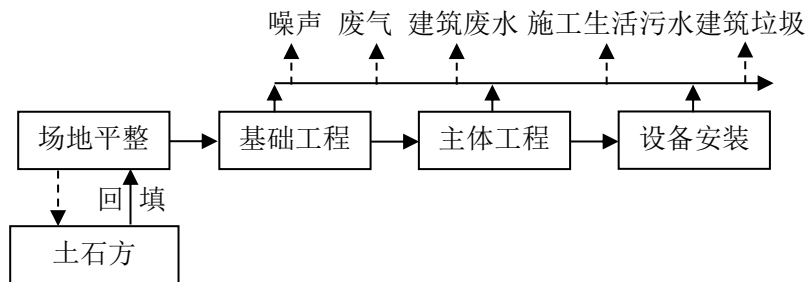 噪声 废气 建筑废水 施工生活污水建筑垃圾
场地平整 基础工程 主体工程 设备安装
回填
土石方